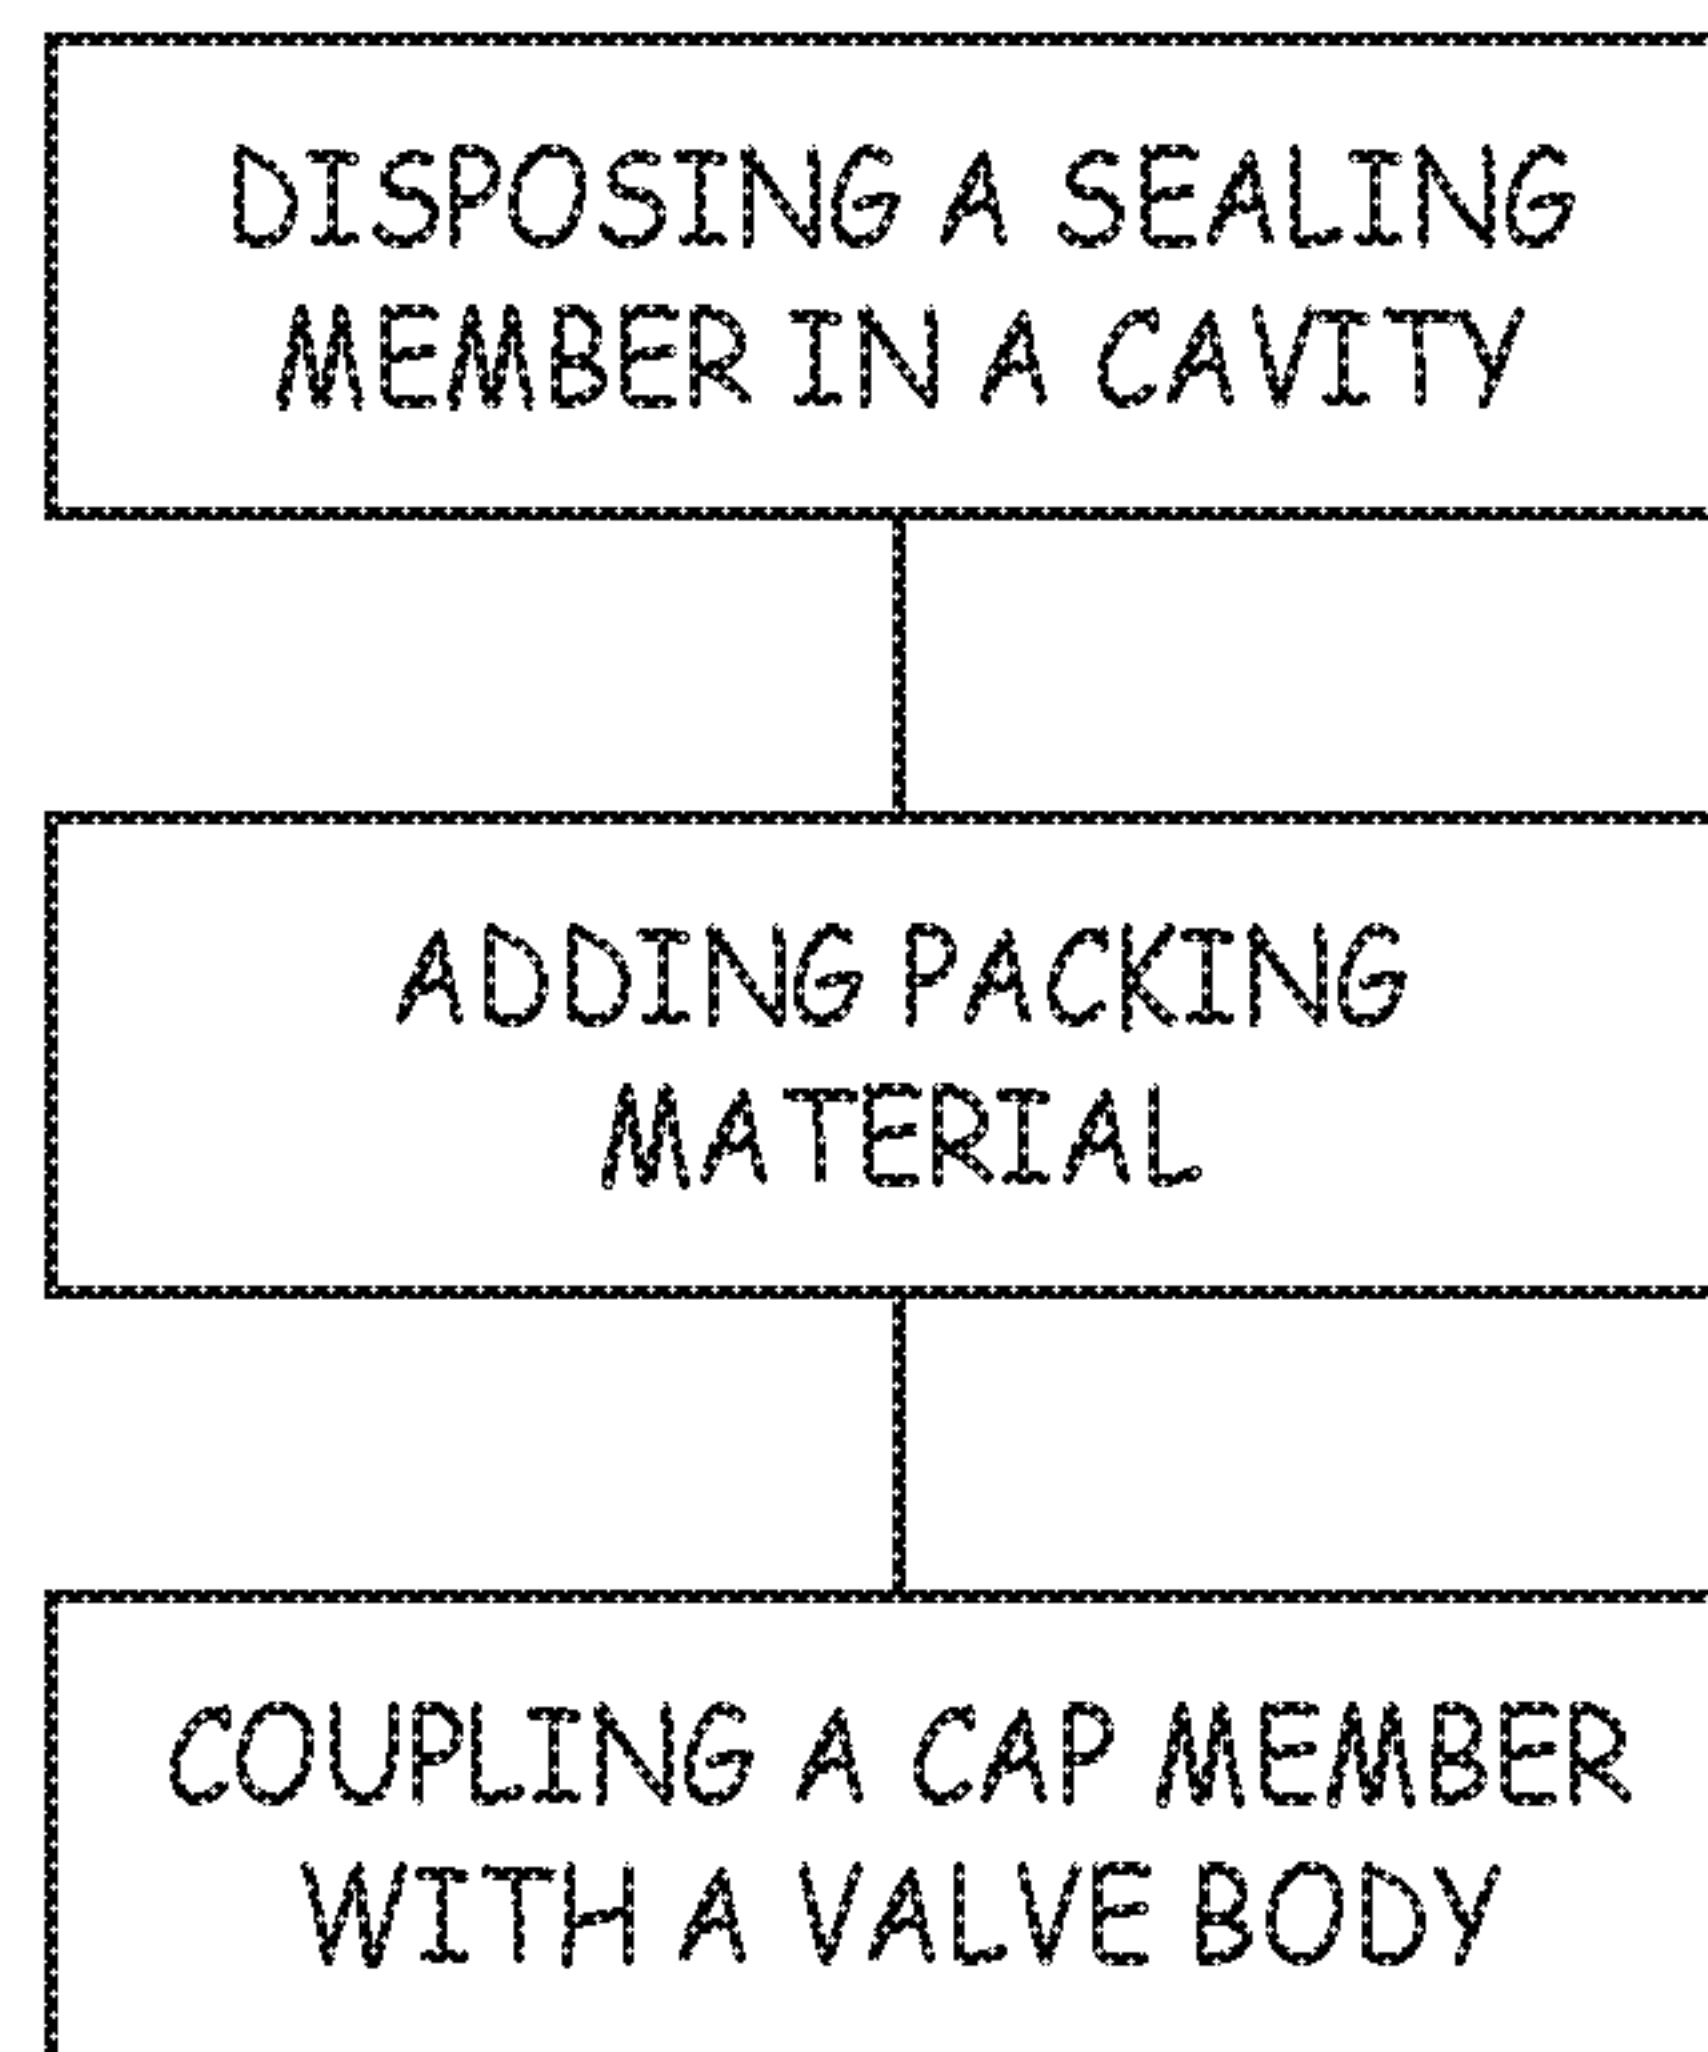 DISPOSING A SEALING
MEMBER IN A CAVITY
ADDING PACKING
MATERIAL
COUPLING A CAP MEMBER
WITH A VALVE BODY